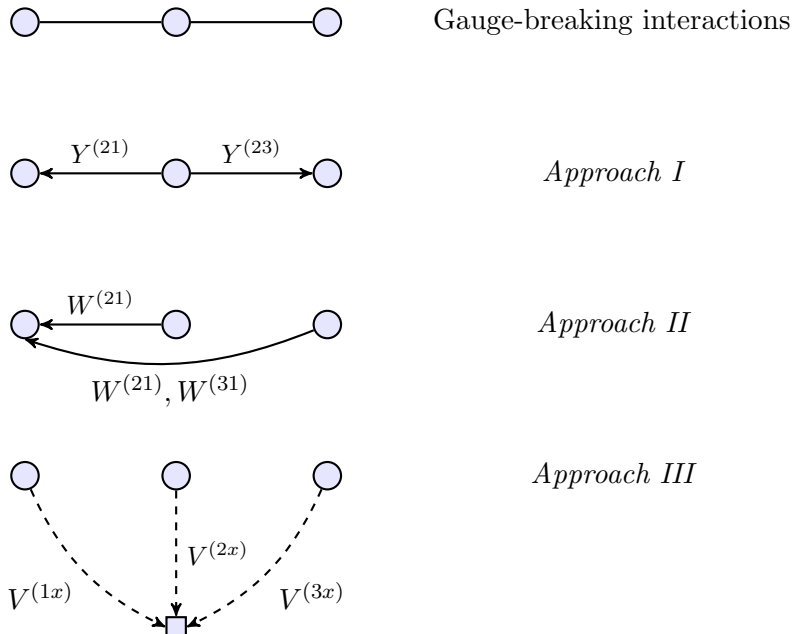 Gauge-breaking interactions
Y^{(21)} Y^{(23)}
Approach I
W^{(21)}
Approach II
W^{(21)}, W^{(31)}
Approach III
V^{(2x)}
V^{(1x)} V^{(3x)}